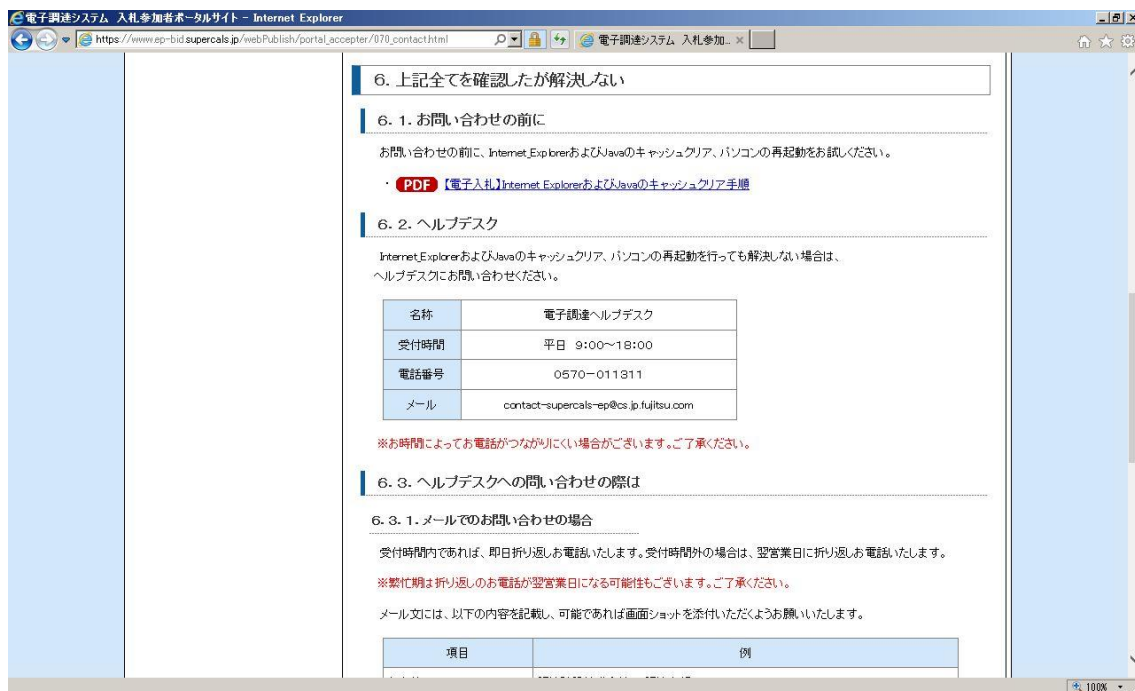 電子調達システム 入札参加者ポータルサイト - Internet Explorer
https://www.ep-bid.supercals.jp/webPublish/portal_accepter/070_contact.html
電子調達システム 入札参加...
6. 上記全てを確認したが解決しない
6. 1. お問い合わせの前に
お問い合わせの前に、Internet ExplorerおよびJavaのキャッシュクリア、パソコンの再起動をお試しください。
・ PDF 【電子入札】Internet ExplorerおよびJavaのキャッシュクリア手順
6. 2. ヘルプデスク
Internet ExplorerおよびJavaのキャッシュクリア、パソコンの再起動を行っても解決しない場合は、
ヘルプデスクにお問い合わせください。
名称 電子調達ヘルプデスク
受付時間 平日 9:00～18:00
電話番号 0570-011311
メール contact-supercals-ep@cs.jp.fujitsu.com
※お時間によってお電話がつながりにくい場合がございます。ご了承ください。
6. 3. ヘルプデスクへの問い合わせの際は
6. 3. 1. メールでのお問い合わせの場合
受付時間内であれば、即日折り返しお電話いたします。受付時間外の場合は、翌営業日に折り返しお電話いたします。
※繁忙期は折り返しのお電話が翌営業日になる可能性もございます。ご了承ください。
メール文には、以下の内容を記載し、可能であれば画面ショットを添付いただくようお願いいたします。
項目 例
100%